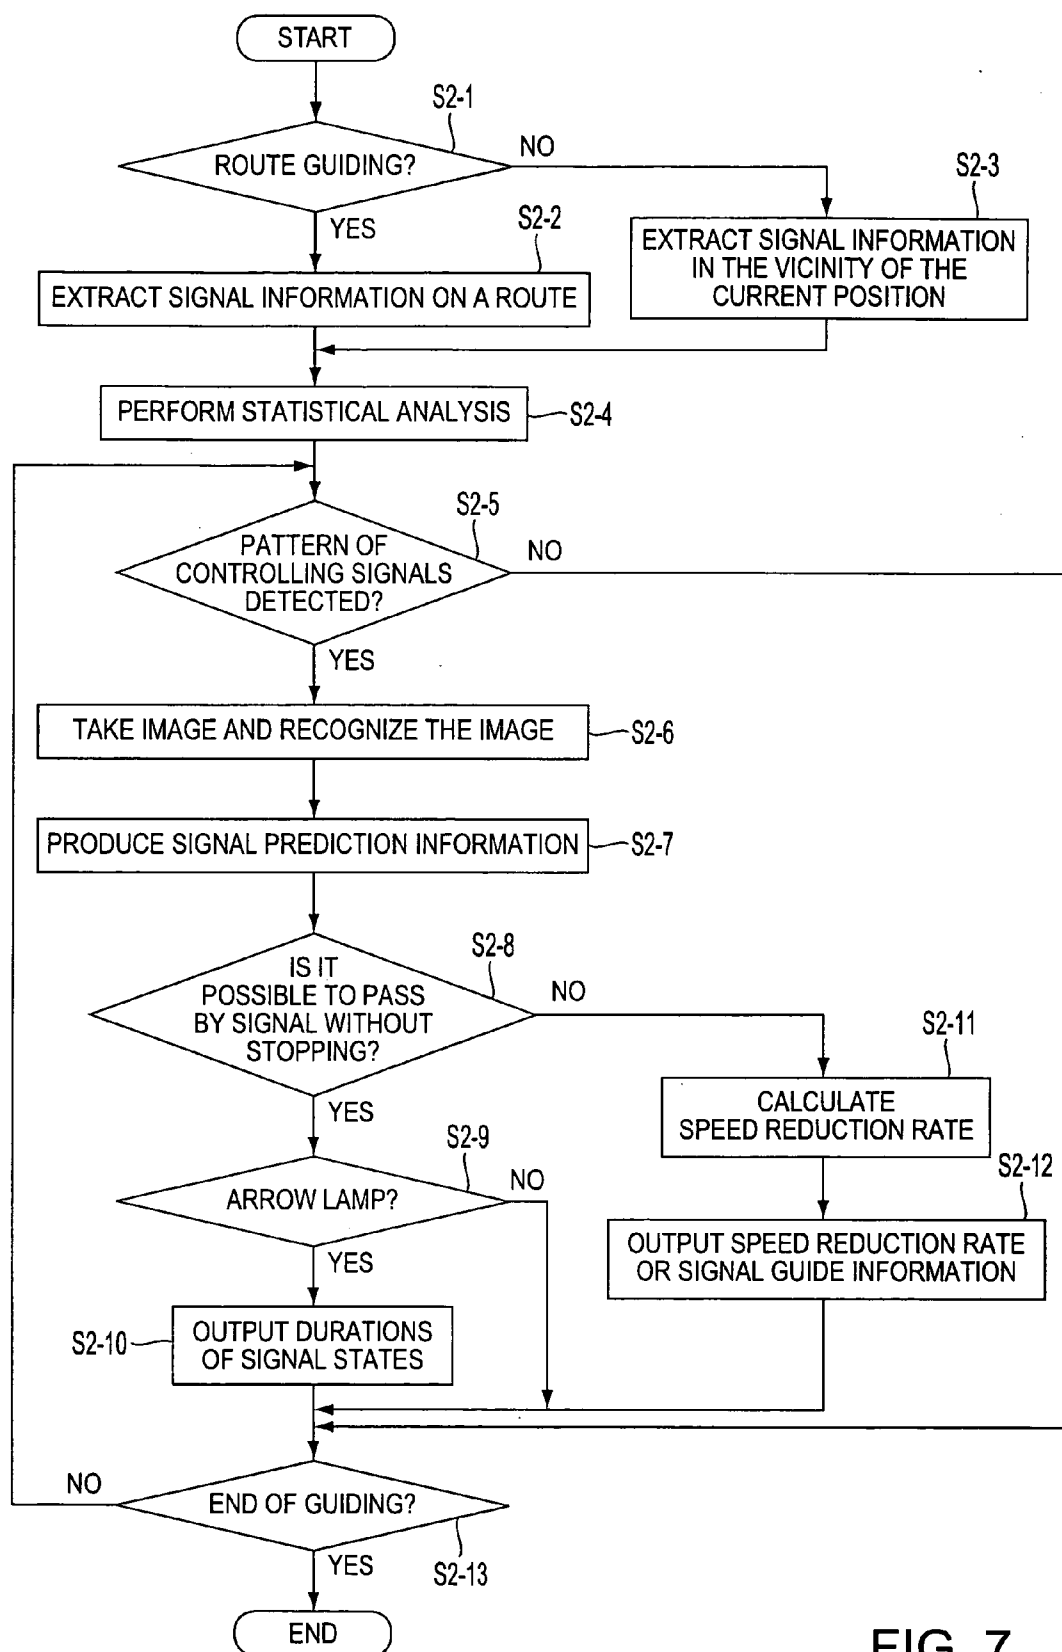 START
S2-1
ROUTE GUIDING?
NO
YES
S2-2
S2-3
EXTRACT SIGNAL INFORMATION ON A ROUTE
EXTRACT SIGNAL INFORMATION
IN THE VICINITY OF THE
CURRENT POSITION
PERFORM STATISTICAL ANALYSIS
S2-4
S2-5
PATTERN OF
CONTROLLING SIGNALS
DETECTED?
NO
YES
TAKE IMAGE AND RECOGNIZE THE IMAGE
S2-6
PRODUCE SIGNAL PREDICTION INFORMATION
S2-7
S2-8
IS IT
POSSIBLE TO PASS
BY SIGNAL WITHOUT
STOPPING?
NO
YES
S2-11
CALCULATE
SPEED REDUCTION RATE
S2-9
ARROW LAMP?
NO
YES
S2-12
OUTPUT SPEED REDUCTION RATE
OR SIGNAL GUIDE INFORMATION
S2-10
OUTPUT DURATIONS
OF SIGNAL STATES
NO
END OF GUIDING?
YES
S2-13
END
FIG. 7